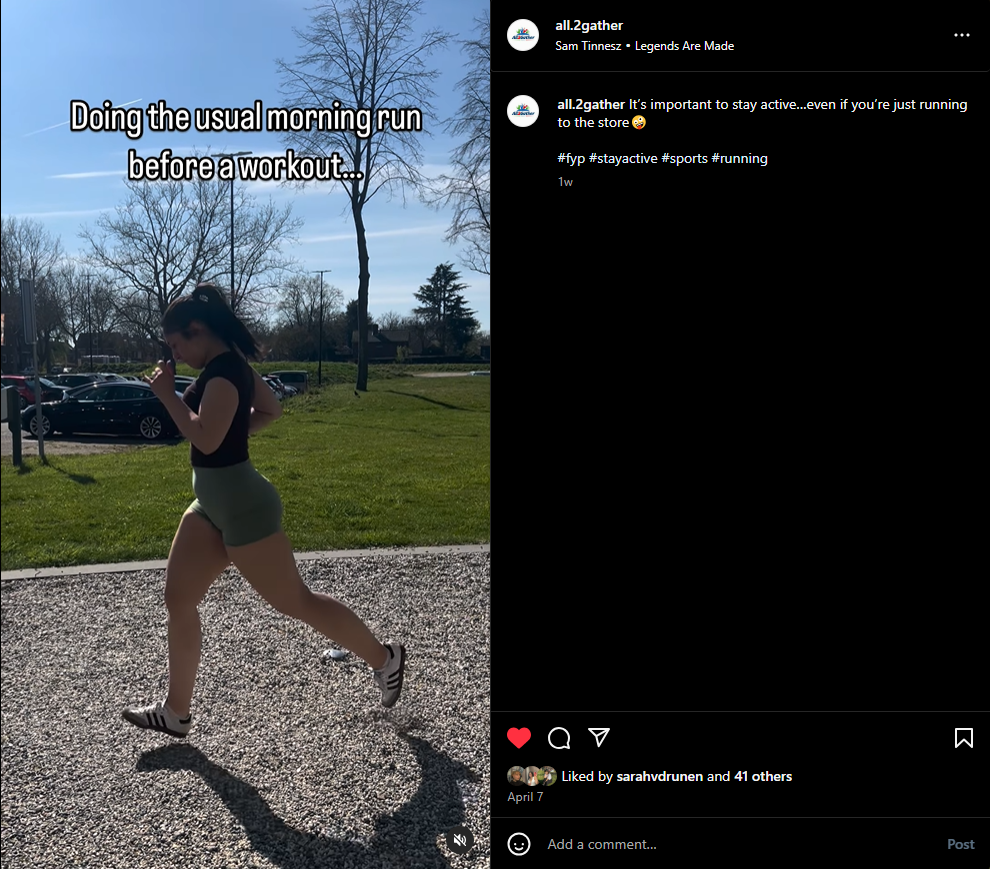 Doing the usual morning run
before a workout...
all.2gather
Sam Tinnesz • Legends Are Made
all.2gather It’s important to stay active...even if you’re just running
to the store🤪
#fyp #stayactive #sports #running
1w
Liked by sarahvdrunen and 41 others
April 7
Add a comment...
Post